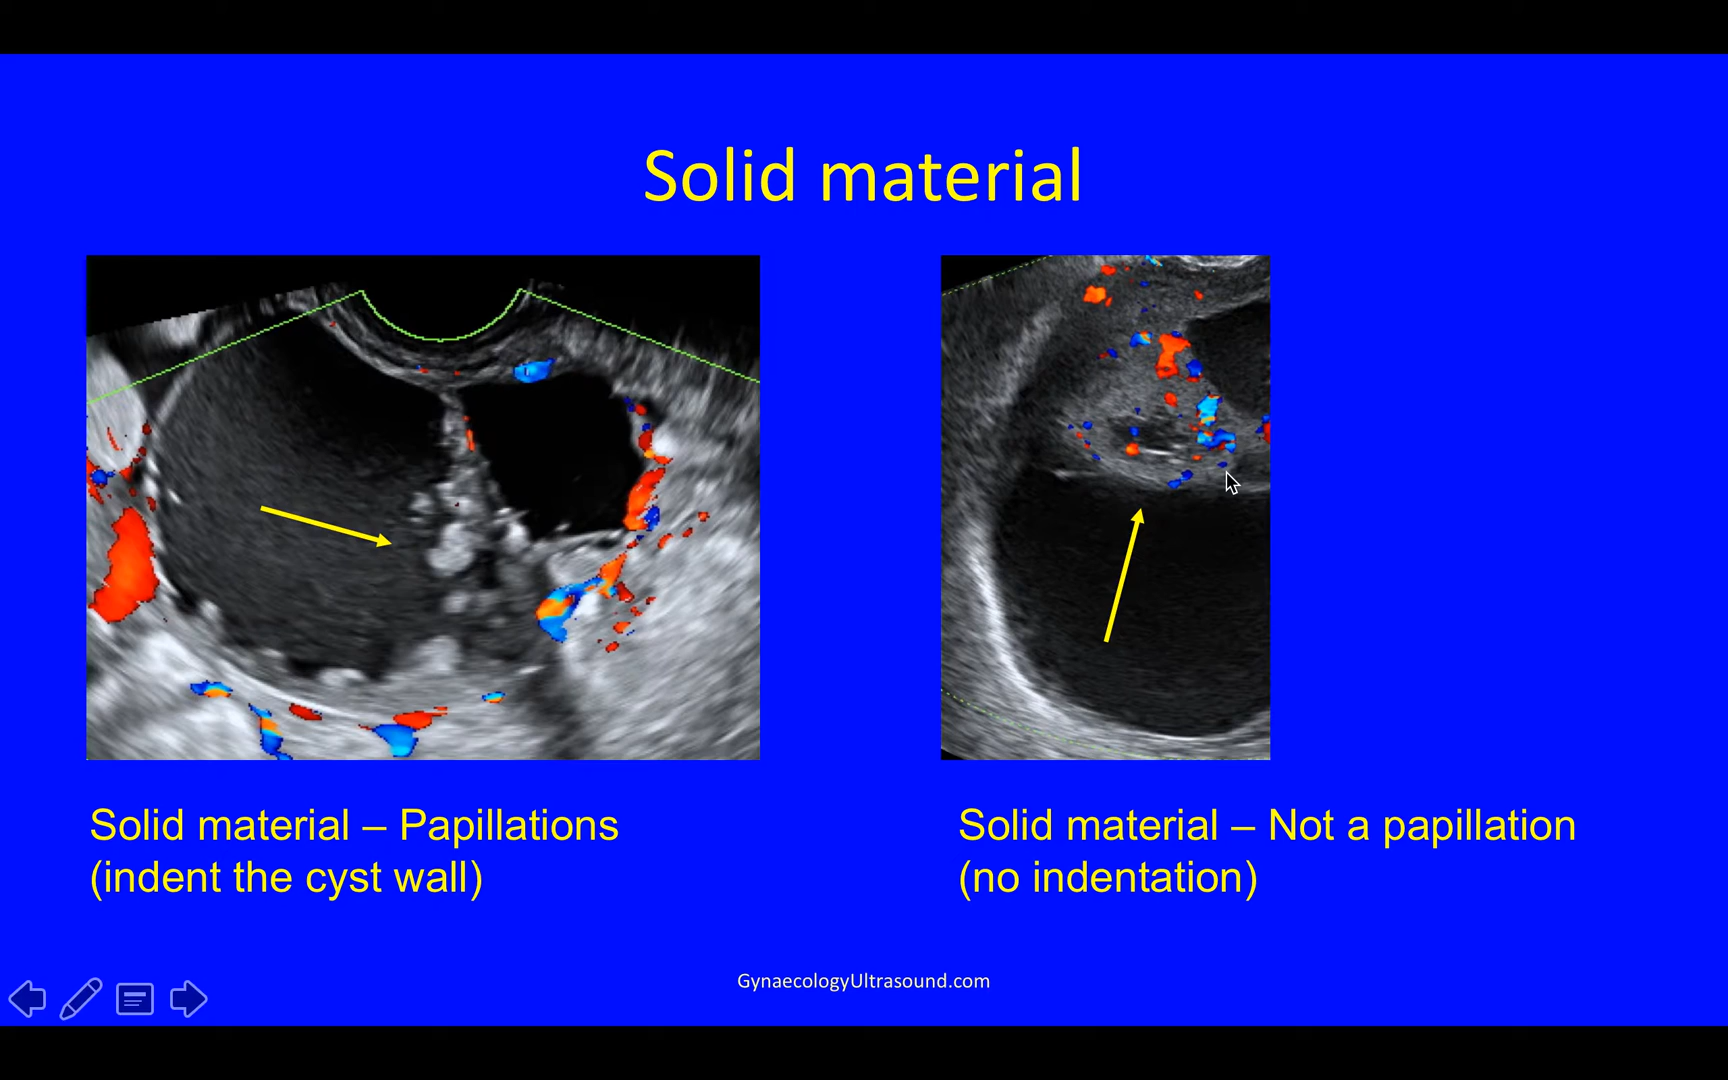 Solid material
Solid material – Papillations
(indent the cyst wall)
Solid material – Not a papillation
(no indentation)
GynaecologyUltrasound.com